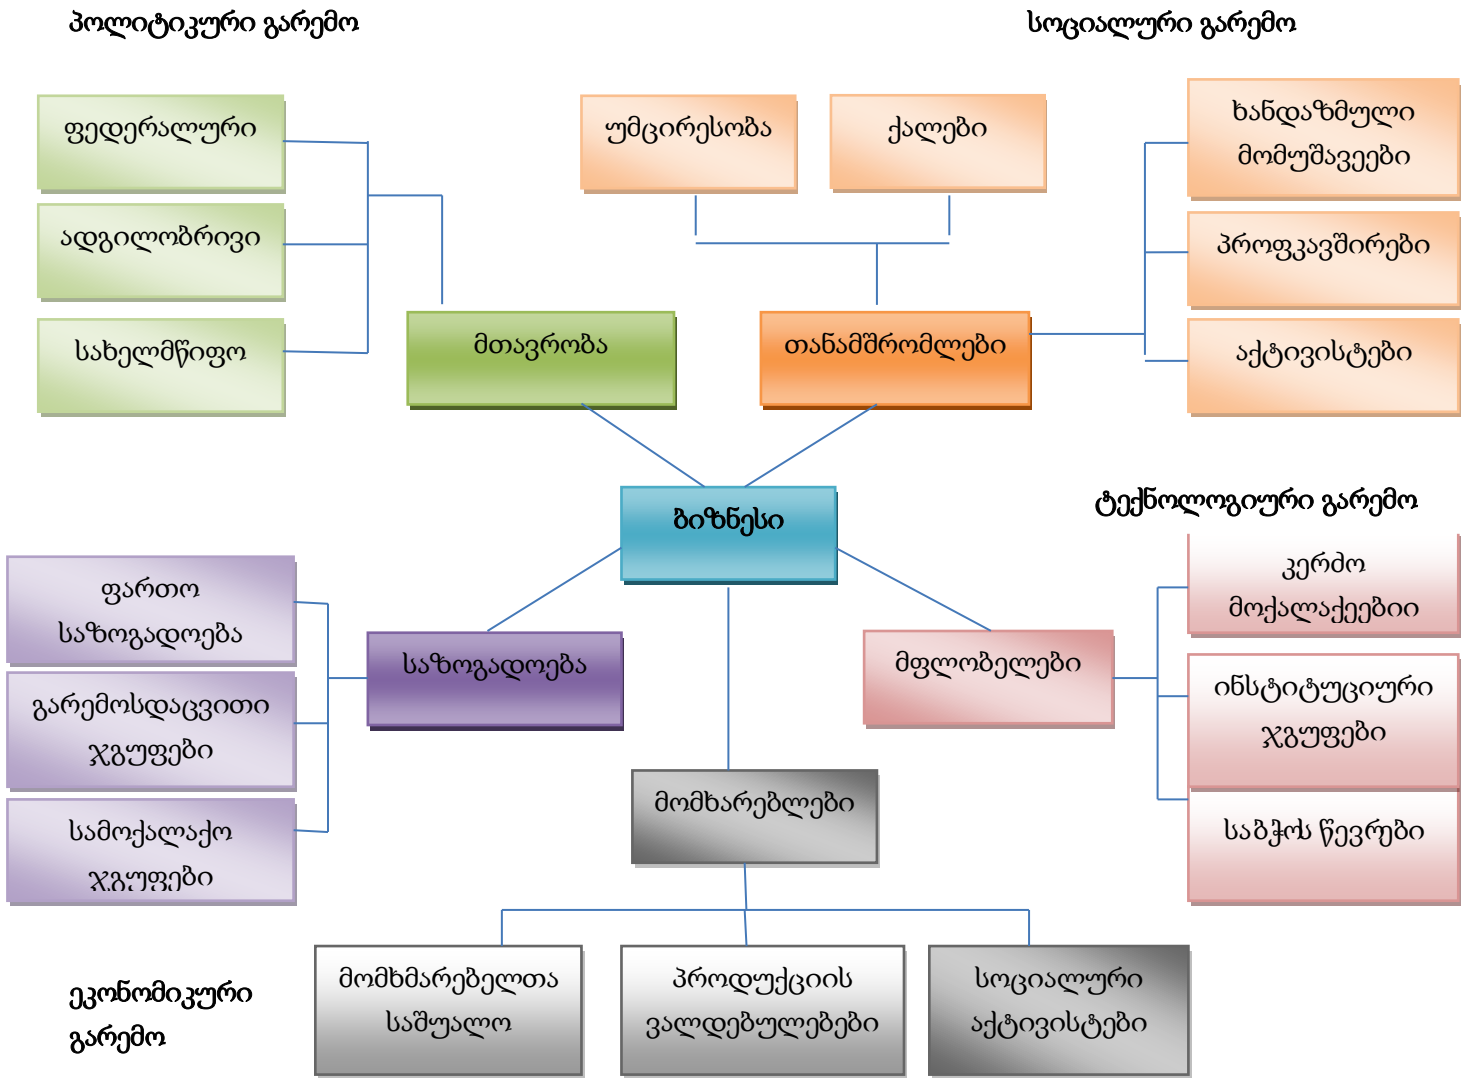 პოლიტიკური გარემო
სოციალური გარემო
ფედერალური
უმცირესობა
ქალები
ხანდაზმული
მომუშავეები
ადგილობრივი
პროფკავშირები
სახელმწიფო
მთავრობა
თანამშრომლები
აქტივისტები
ბიზნესი
ტექნოლოგიური გარემო
ფართო
საზოგადოება
საზოგადოება
მფლობელები
კერძო
მოქალაქეებიი
გარემოსდაცვითი
ჯგუფები
ინსტიტუციური
ჯგუფები
მომხარებლები
სამოქალაქო
ჯგუფები
საბჭოს წევრები
ეკონომიკური
გარემო
მომხმარებელთა
საშუალო
პროდუქციის
ვალდებულებები
სოციალური
აქტივისტები